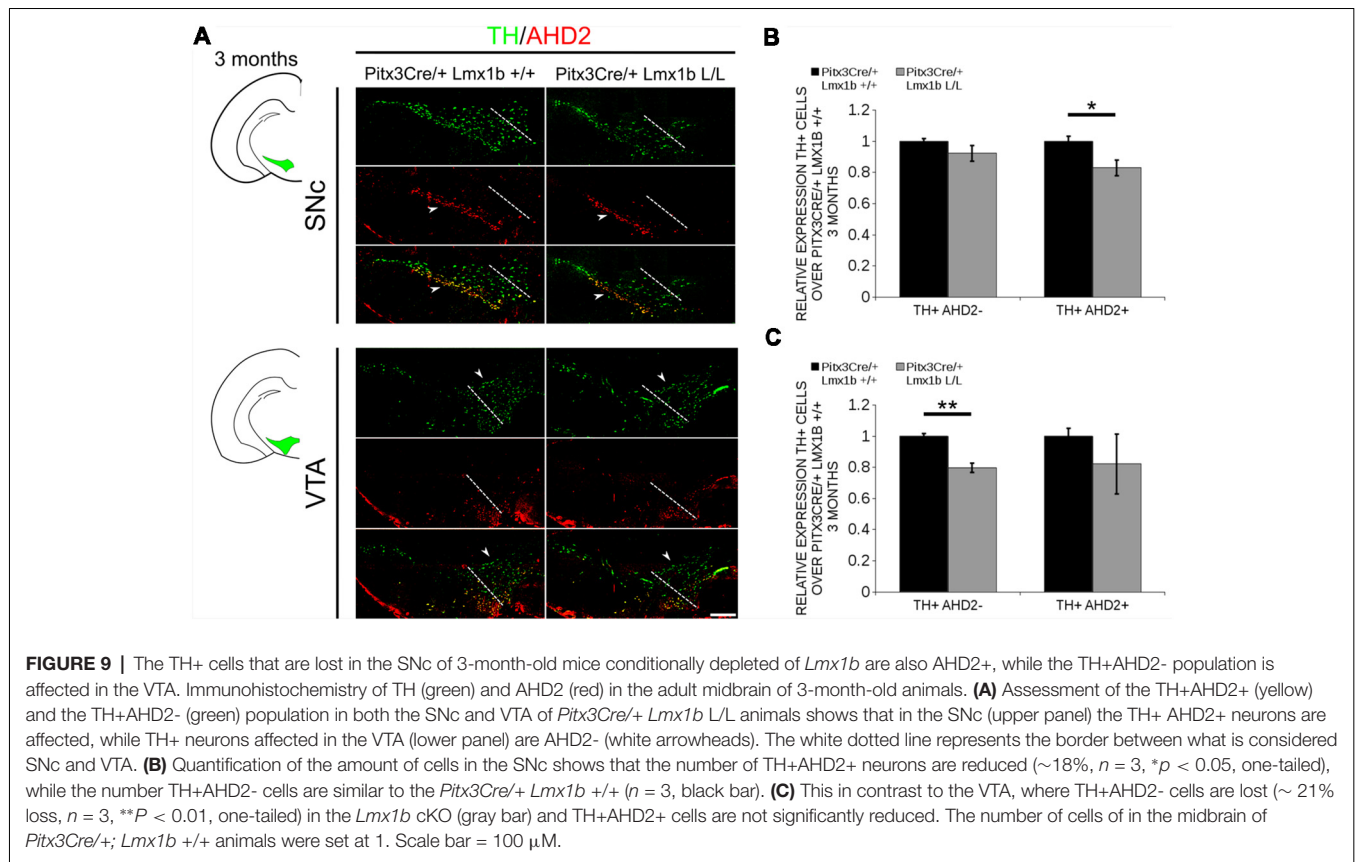 A
TH/AHD2
3 months
Pitx3Cre/+ Lmx1b +/+
Pitx3Cre/+ Lmx1b L/L
SNc
VTA
B
Pitx3Cre/+
Lmx1b +/+
Pitx3Cre/+
Lmx1b L/L
RELATIVE EXPRESSION TH+ CELLS
OVER PITX3CRE/+ LMX1B +/+
3 MONTHS
1.2
1
0.8
0.6
0.4
0.2
0
*
TH+ AHD2-
TH+ AHD2+
C
Pitx3Cre/+
Lmx1b +/+
Pitx3Cre/+
Lmx1b L/L
RELATIVE EXPRESSION TH+ CELLS
OVER PITX3CRE/+ LMX1B +/+
3 MONTHS
1.2
1
0.8
0.6
0.4
0.2
0
**
TH+ AHD2-
TH+ AHD2+
FIGURE 9 | The TH+ cells that are lost in the SNc of 3-month-old mice conditionally depleted of Lmx1b are also AHD2+, while the TH+AHD2- population is
affected in the VTA. Immunohistochemistry of TH (green) and AHD2 (red) in the adult midbrain of 3-month-old animals. (A) Assessment of the TH+AHD2+ (yellow)
and the TH+AHD2- (green) population in both the SNc and VTA of Pitx3Cre/+ Lmx1b L/L animals shows that in the SNc (upper panel) the TH+ AHD2+ neurons are
affected, while TH+ neurons affected in the VTA (lower panel) are AHD2- (white arrowheads). The white dotted line represents the border between what is considered
SNc and VTA. (B) Quantification of the amount of cells in the SNc shows that the number of TH+AHD2+ neurons are reduced (∼18%, n = 3, *p < 0.05, one-tailed),
while the number TH+AHD2- cells are similar to the Pitx3Cre/+ Lmx1b +/+ (n = 3, black bar). (C) This in contrast to the VTA, where TH+AHD2- cells are lost (∼ 21%
loss, n = 3, **P < 0.01, one-tailed) in the Lmx1b cKO (gray bar) and TH+AHD2+ cells are not significantly reduced. The number of cells of in the midbrain of
Pitx3Cre/+; Lmx1b +/+ animals were set at 1. Scale bar = 100 μM.